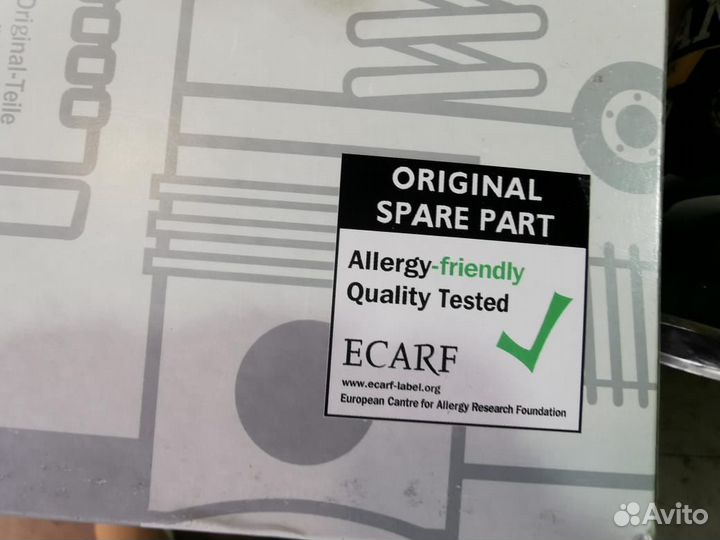 Original-Teile
ORIGINAL
SPARE PART
Allergy-friendly
Quality Tested
ECARF
www.ecarf-label.org
European Cantre for Allergy Research Foundation
Avito